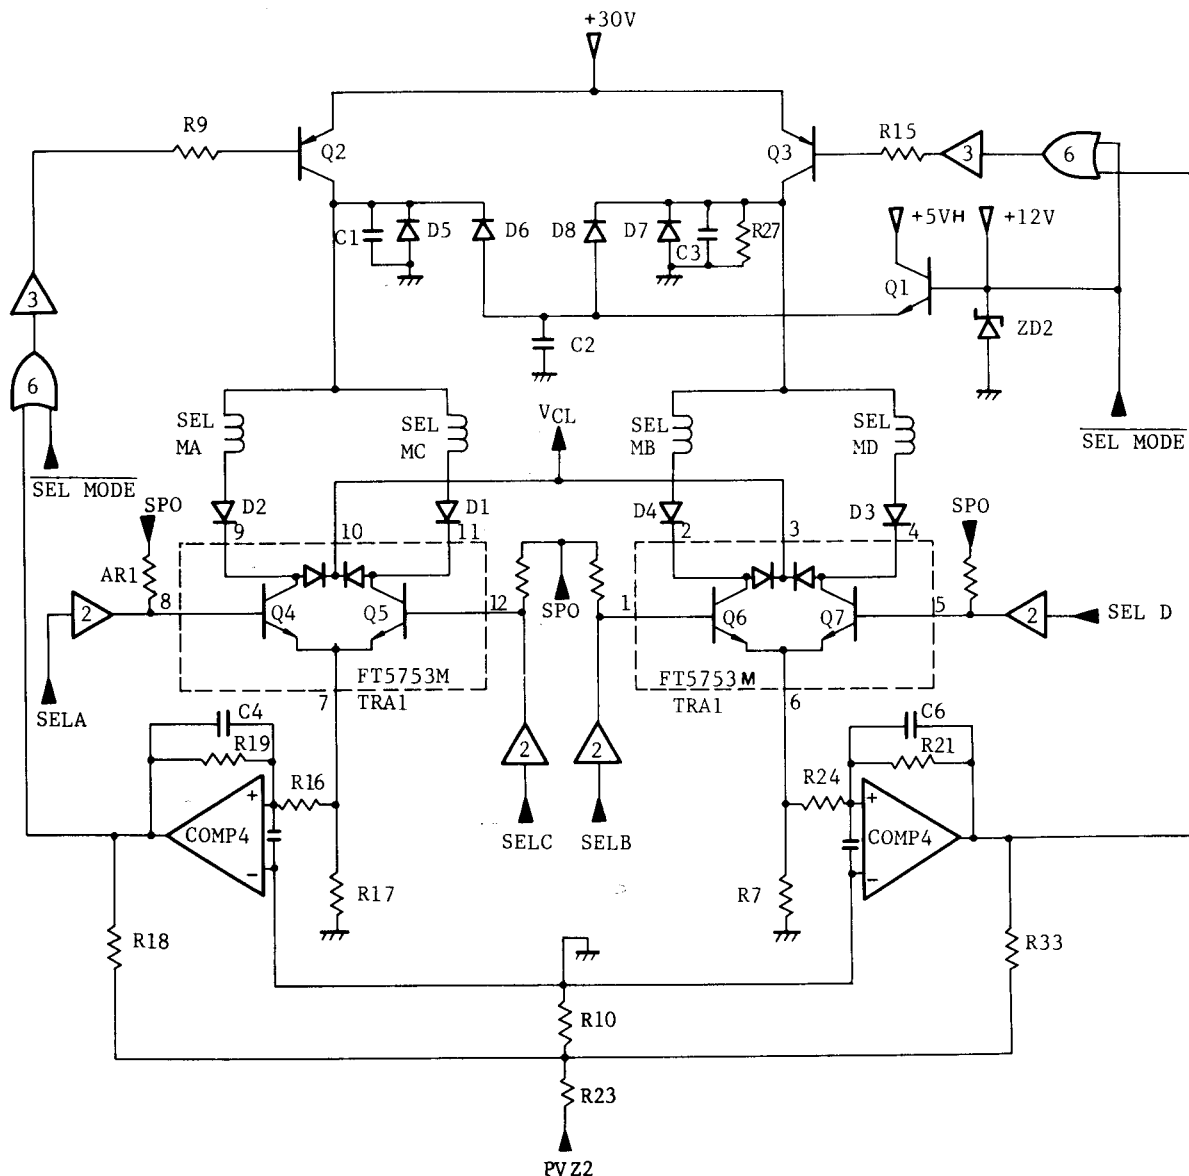 +30V
R9
Q2
Q3
R15
3
6
C1
D5
D6
D8
D7
C3
R27
+5VH
+12V
3
Q1
C2
ZD2
6
SEL
MA
SEL
MC
VCL
SEL
MB
SEL
MD
SEL MODE
SEL MODE
SPO
D2
D1
D4
D3
SPO
9
10
11
2
3
4
AR1
2
8
Q4
Q5
12
SPO
1
Q6
Q7
5
2
SEL D
FT5753M
FT5753M
SELA
7
TRA1
TRA1
6
C4
R19
2
2
C6
R21
R16
R24
+
COMP4
-
SELC
SELB
+
COMP4
-
R17
R7
R18
R33
R10
R23
PVZ2